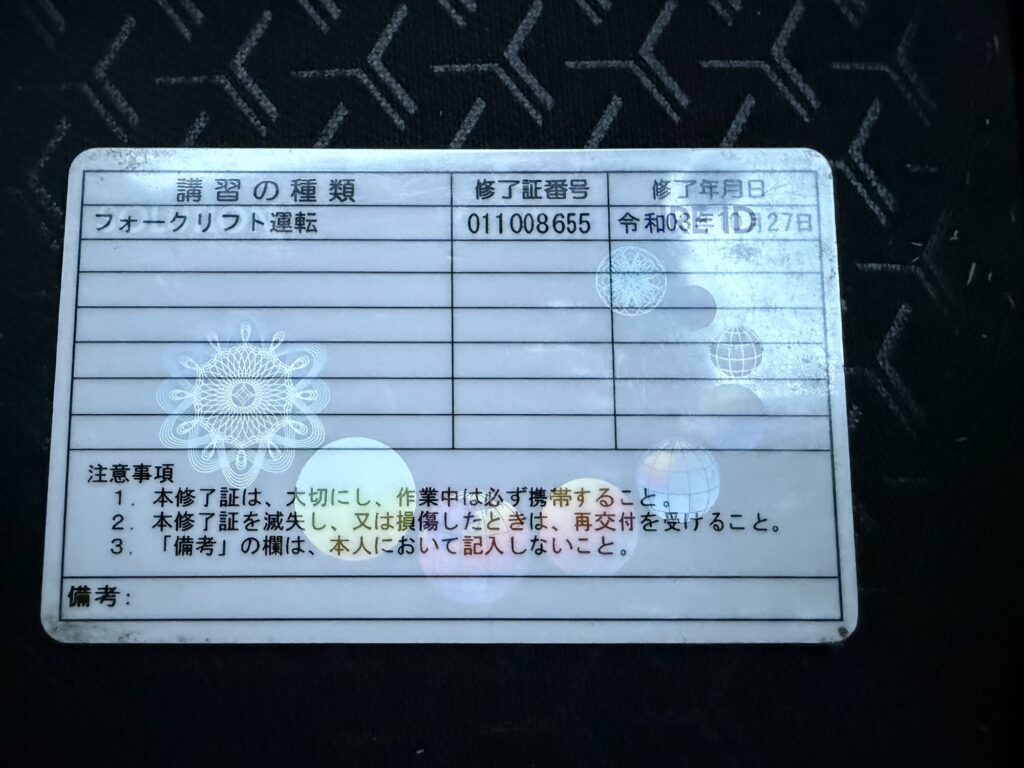 講習の種類 修了証番号 修了年月日
フォークリフト運転 011008655 令和03年11月27日
注意事項
1. 本修了証は、大切にし、作業中は必ず携帯すること。
2. 本修了証を滅失し、又は損傷したときは、再交付を受けること。
3. 「備考」の欄は、本人において記入しないこと。
備考: